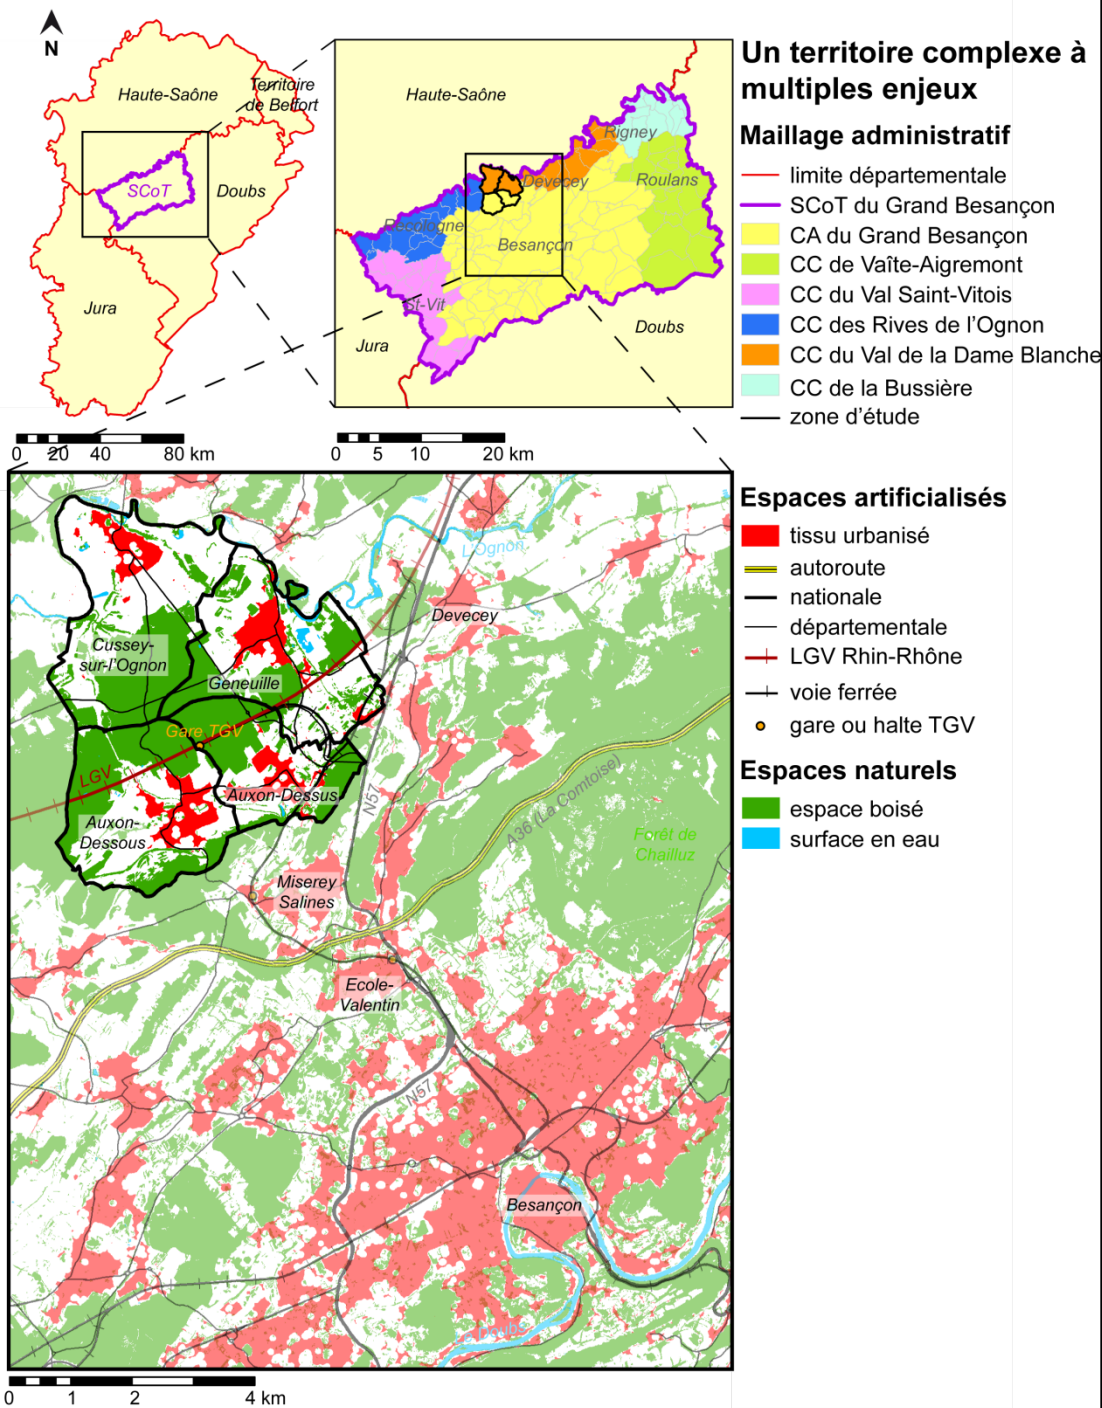 N
Haute-Saône
Territoire
de Belfort
SCoT
Doubs
Jura
0 20 40 80 km
Haute-Saône
Rigney
Devecey
Roulans
Recologne
Besançon
St-Vit
Doubs
Jura
0 5 10 20 km
Un territoire complexe à
multiples enjeux
Maillage administratif
limite départementale
SCoT du Grand Besançon
CA du Grand Besançon
CC de Vaîte-Aigremont
CC du Val Saint-Vitois
CC des Rives de l'Ognon
CC du Val de la Dame Blanche
CC de la Bussière
zone d'étude
Espaces artificialisés
tissu urbanisé
autoroute
nationale
départementale
LGV Rhin-Rhône
voie ferrée
gare ou halte TGV
Espaces naturels
espace boisé
surface en eau
L'Ognon
Devecey
Cussey-
sur-l'Ognon
Geneuille
Gare TGV
LGV
Auxon-Dessus
Auxon-
Dessous
N57
A36 (La Comtoise)
Forêt de
Chailluz
Miserey
Salines
Ecole-
Valentin
N57
Besançon
Le Doubs
0 1 2 4 km